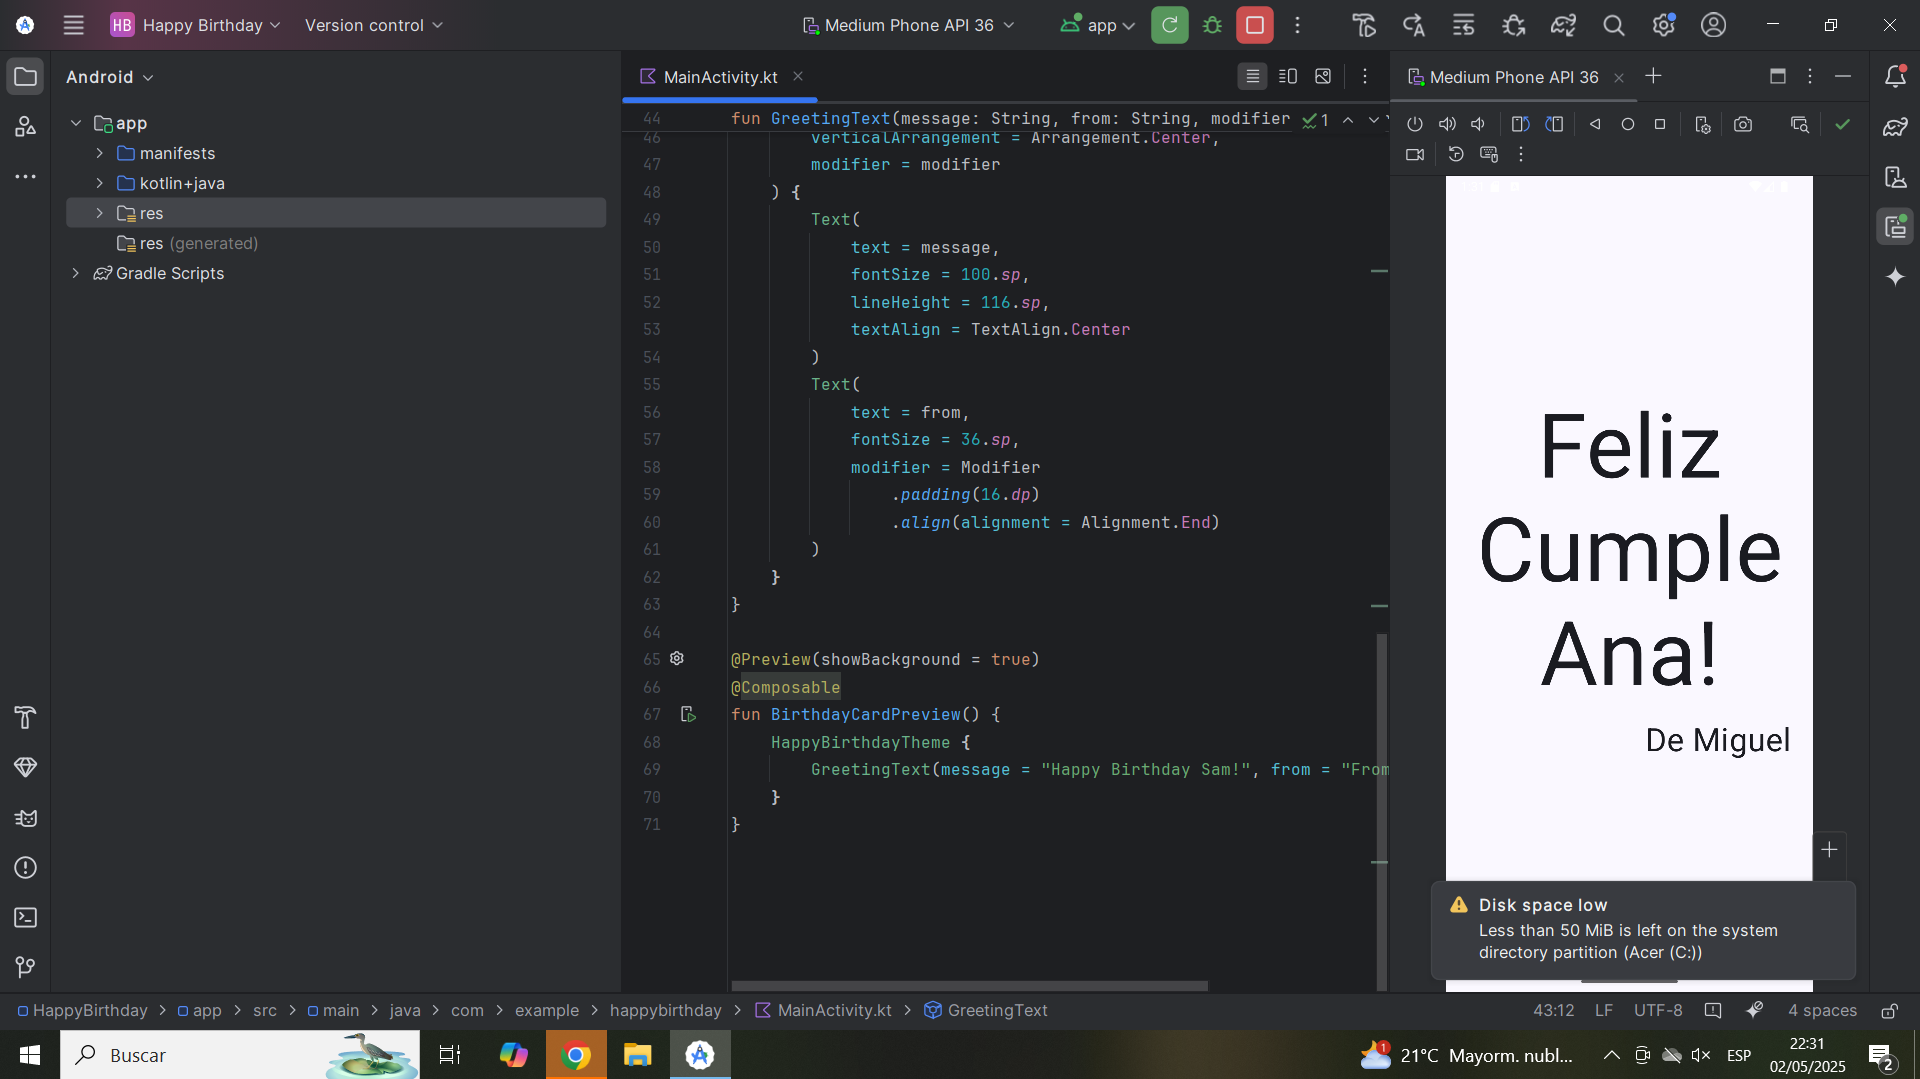 HB Happy Birthday
Version control
Medium Phone API 36
app
Android
MainActivity.kt
Medium Phone API 36
app
manifests
kotlin+java
res
res (generated)
Gradle Scripts
44 fun GreetingText(message: String, from: String, modifier
1
46 verticalArrangement = Arrangement.Center,
47 modifier = modifier
48 ) {
49 Text(
50 text = message,
51 fontSize = 100.sp,
52 lineHeight = 116.sp,
53 textAlign = TextAlign.Center
54 )
55 Text(
56 text = from,
57 fontSize = 36.sp,
58 modifier = Modifier
59 .padding(16.dp)
60 .align(alignment = Alignment.End)
61 )
62 }
63 }
64
65 @Preview(showBackground = true)
66 @Composable
67 fun BirthdayCardPreview() {
68 HappyBirthdayTheme {
69 GreetingText(message = "Happy Birthday Sam!", from = "From
70 }
71 }
Feliz
Cumple
Ana!
De Miguel
Disk space low
Less than 50 MiB is left on the system
directory partition (Acer (C:))
HappyBirthday > app > src > main > java > com > example > happybirthday > MainActivity.kt > GreetingText
43:12 LF UTF-8 4 spaces
Buscar
1
21°C Mayorm. nubl...
ESP
22:31
02/05/2025
2